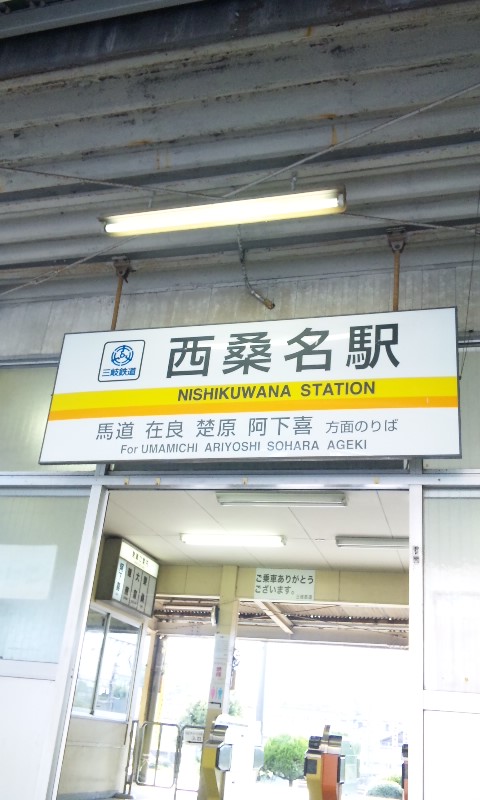 三岐鉄道
西桑名駅
NISHIKUWANA STATION
馬道 在良 楚原 阿下喜 方面のりば
For UMAMICHI ARIYOSHI SOHARA AGEKI
ご乗車ありがとう
ございます。